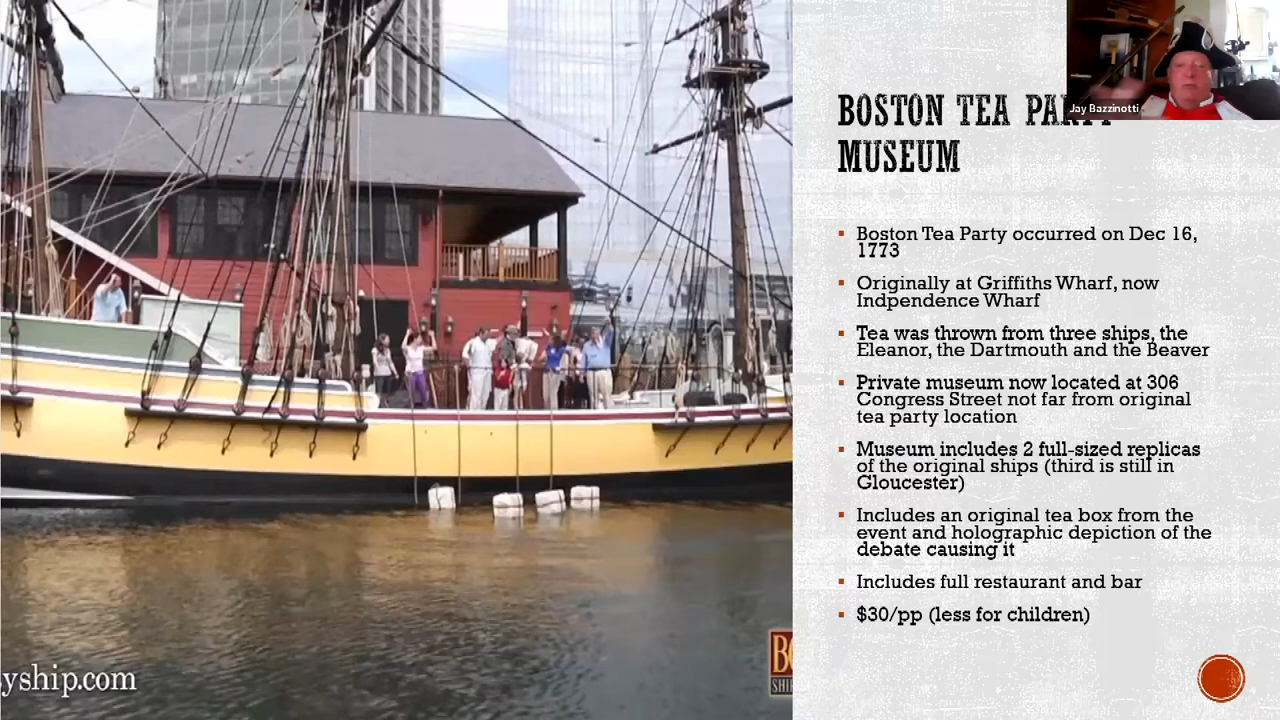 Jay Bazzinotti
BOSTON TEA PARTY
MUSEUM
Boston Tea Party occurred on Dec 16,
1773
Originally at Griffiths Wharf, now
Indpendence Wharf
Tea was thrown from three ships, the
Eleanor, the Dartmouth and the Beaver
Private museum now located at 306
Congress Street not far from original
tea party location
Museum includes 2 full-sized replicas
of the original ships (third is still in
Gloucester)
Includes an original tea box from the
event and holographic depiction of the
debate causing it
Includes full restaurant and bar
$30/pp (less for children)
yship.com